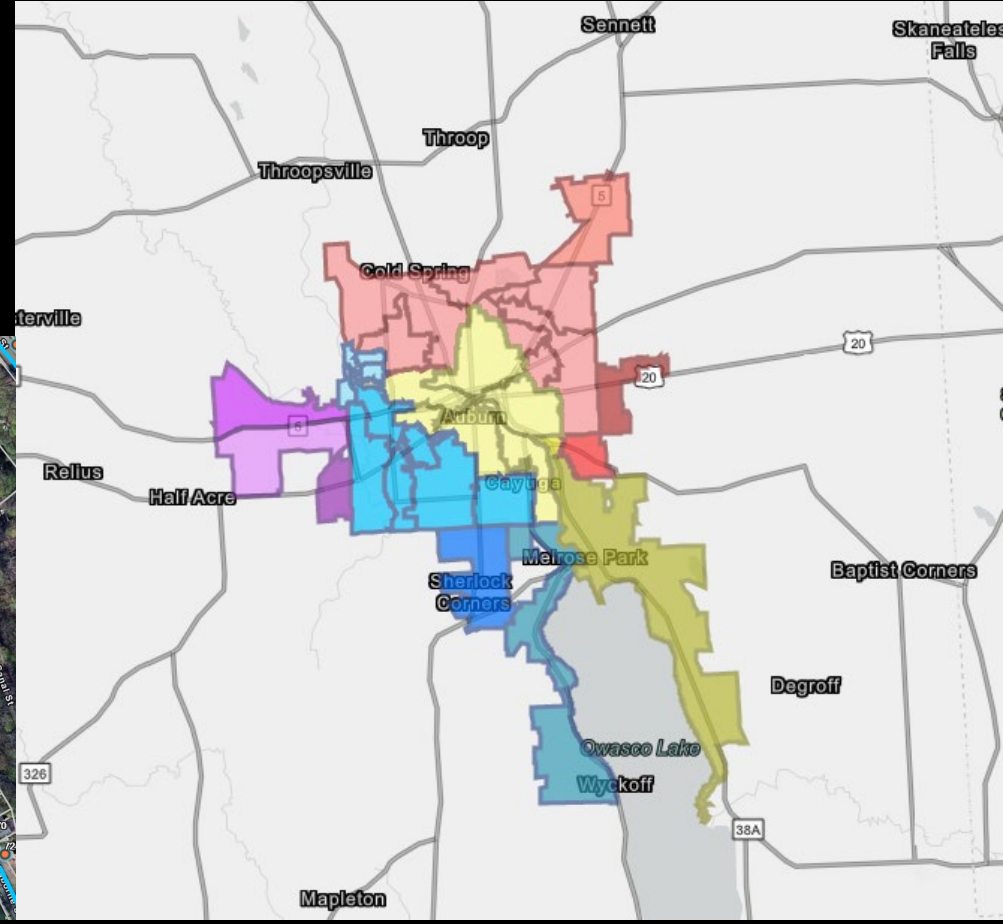 Sennett
Skaneateles
Falls
Throop
Throopsville
5
Cold Spring
terville
20
20
Auburn
5
Relius
Half Acre
Cayuga
Melrose Park
Sherlock
Corners
Baptist Corners
Degroff
Owasco Lake
Wyckoff
326
38A
Mapleton